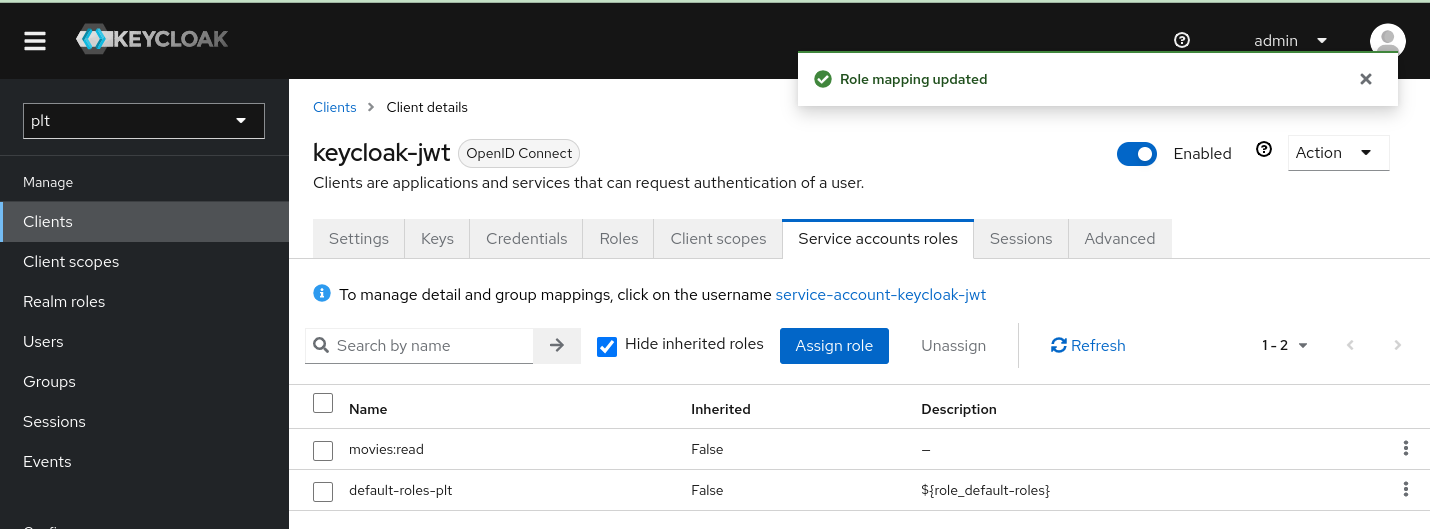 KEYCLOAK
admin
Role mapping updated
plt
Manage
Clients
Client scopes
Realm roles
Users
Groups
Sessions
Events
Clients > Client details
keycloak-jwt OpenID Connect
Enabled
Action
Clients are applications and services that can request authentication of a user.
Settings Keys Credentials Roles Client scopes Service accounts roles Sessions Advanced
To manage detail and group mappings, click on the username service-account-keycloak-jwt
Search by name Hide inherited roles Assign role Unassign Refresh 1 - 2
Name Inherited Description
movies:read False –
default-roles-plt False ${role_default-roles}